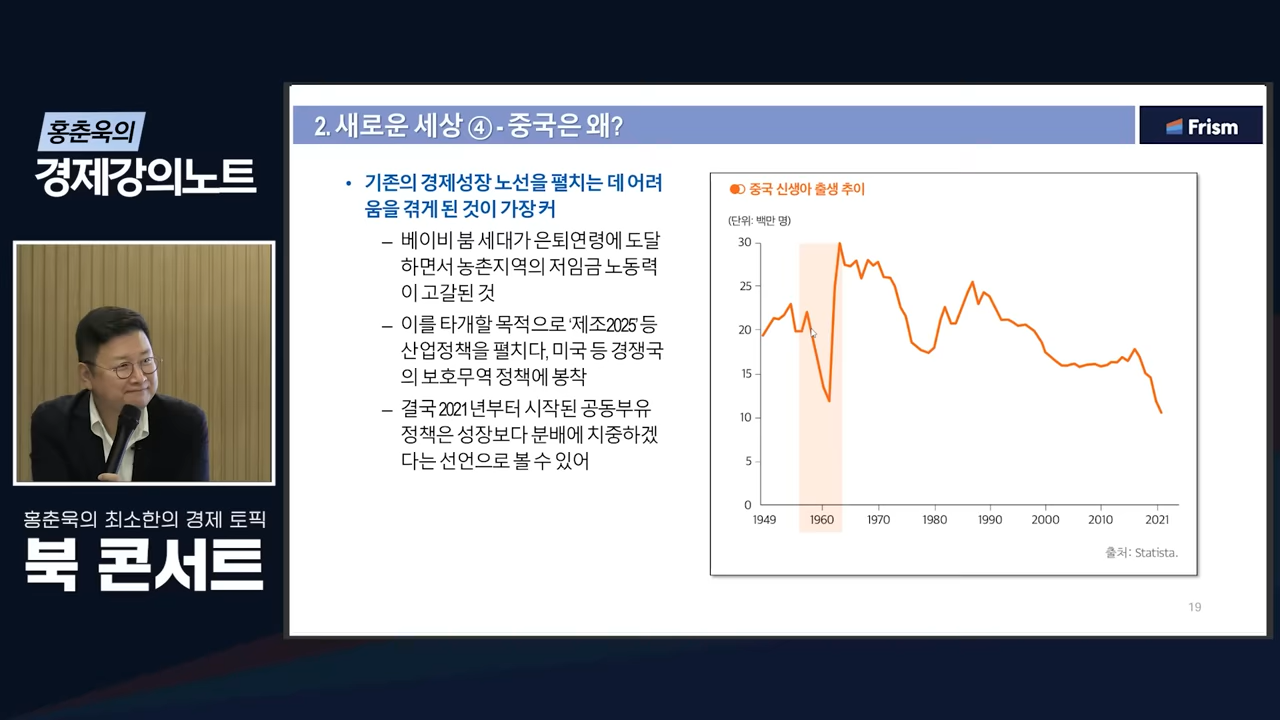 홍춘욱의
경제강의노트
홍춘욱의 최소한의 경제 토픽
북 콘서트
2. 새로운 세상 ④ - 중국은 왜?
Frism
• 기존의 경제성장 노선을 펼치는 데 어려
움을 겪게 된 것이 가장 커
– 베이비 붐 세대가 은퇴연령에 도달
하면서 농촌지역의 저임금 노동력
이 고갈된 것
– 이를 타개할 목적으로 ‘제조2025’ 등
산업정책을 펼치다, 미국 등 경쟁국
의 보호무역 정책에 봉착
– 결국 2021년부터 시작된 공동부유
정책은 성장보다 분배에 치중하겠
다는 선언으로 볼 수 있어
중국 신생아 출생 추이
(단위: 백만 명)
30
25
20
15
10
5
0
1949 1960 1970 1980 1990 2000 2010 2021
출처: Statista.
19